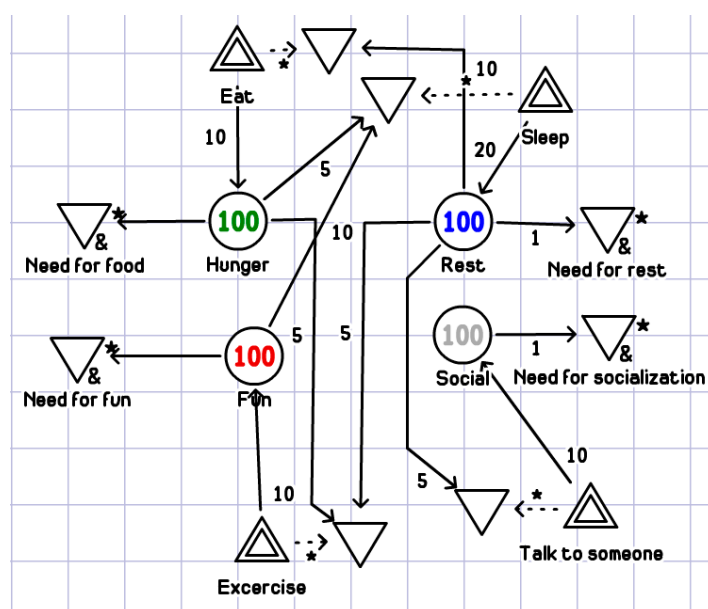 *
10
Eat
*
Sleep
10
20
5
100
100
*
*
&
10
1
&
Need for food
Hunger
Rest
Need for rest
5
5
100
*
100
*
1
&
&
Social
Need for socialization
Need for fun
Fun
10
10
5
*
*
Talk to someone
Excercise